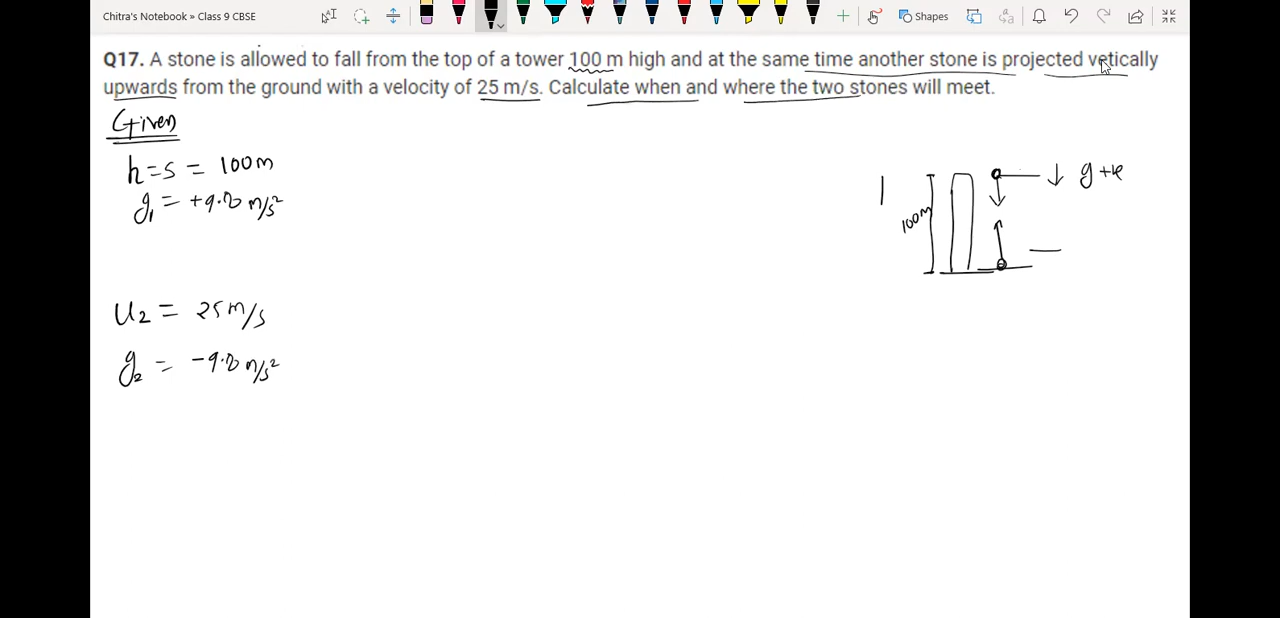 Chitra's Notebook » Class 9 CBSE
Shapes
Q17. A stone is allowed to fall from the top of a tower 100 m high and at the same time another stone is projected vetically
upwards from the ground with a velocity of 25 m/s. Calculate when and where the two stones will meet.
Given
h=s = 100m
g₁ = +9.8 m/s²
100m
g +ve
u₂ = 25m/s
g₂ = -9.8 m/s²